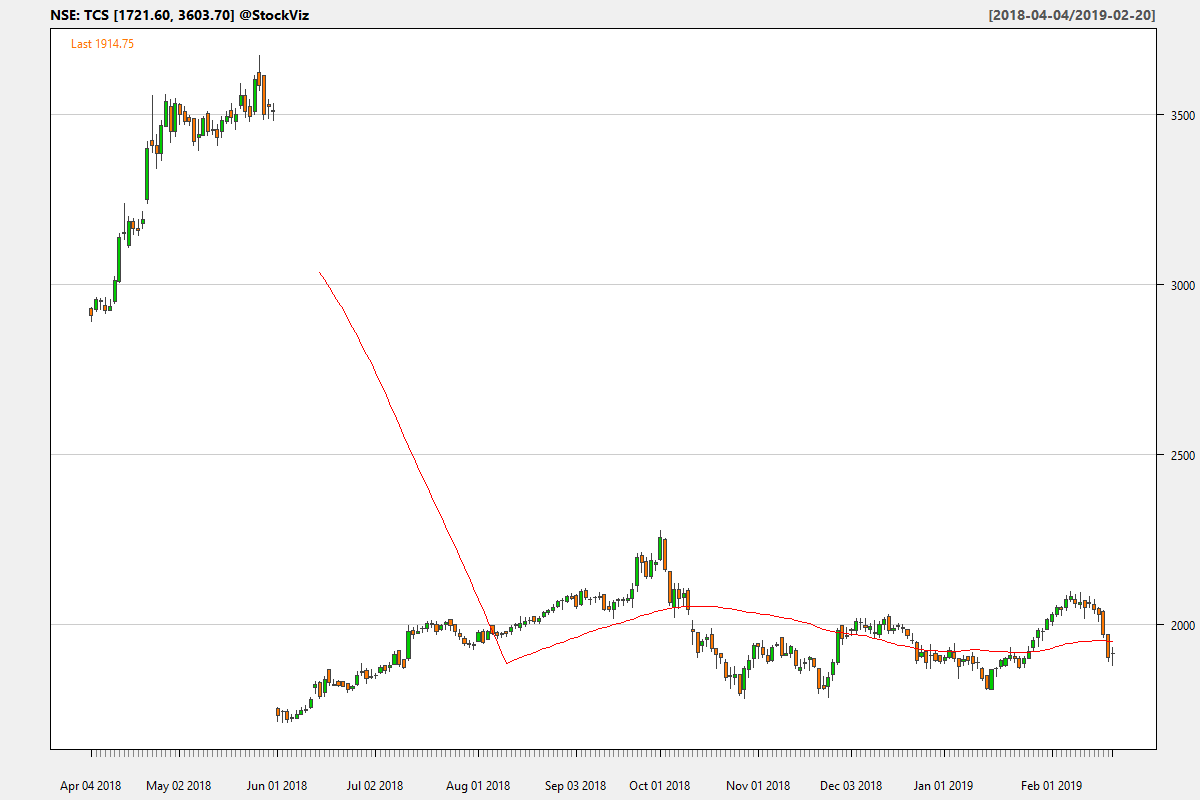 NSE: TCS [1721.60, 3603.70] @StockViz
[2018-04-04/2019-02-20]
Last 1914.75
3500
3000
2500
2000
Apr 04 2018 May 02 2018 Jun 01 2018 Jul 02 2018 Aug 01 2018 Sep 03 2018 Oct 01 2018 Nov 01 2018 Dec 03 2018 Jan 01 2019 Feb 01 2019